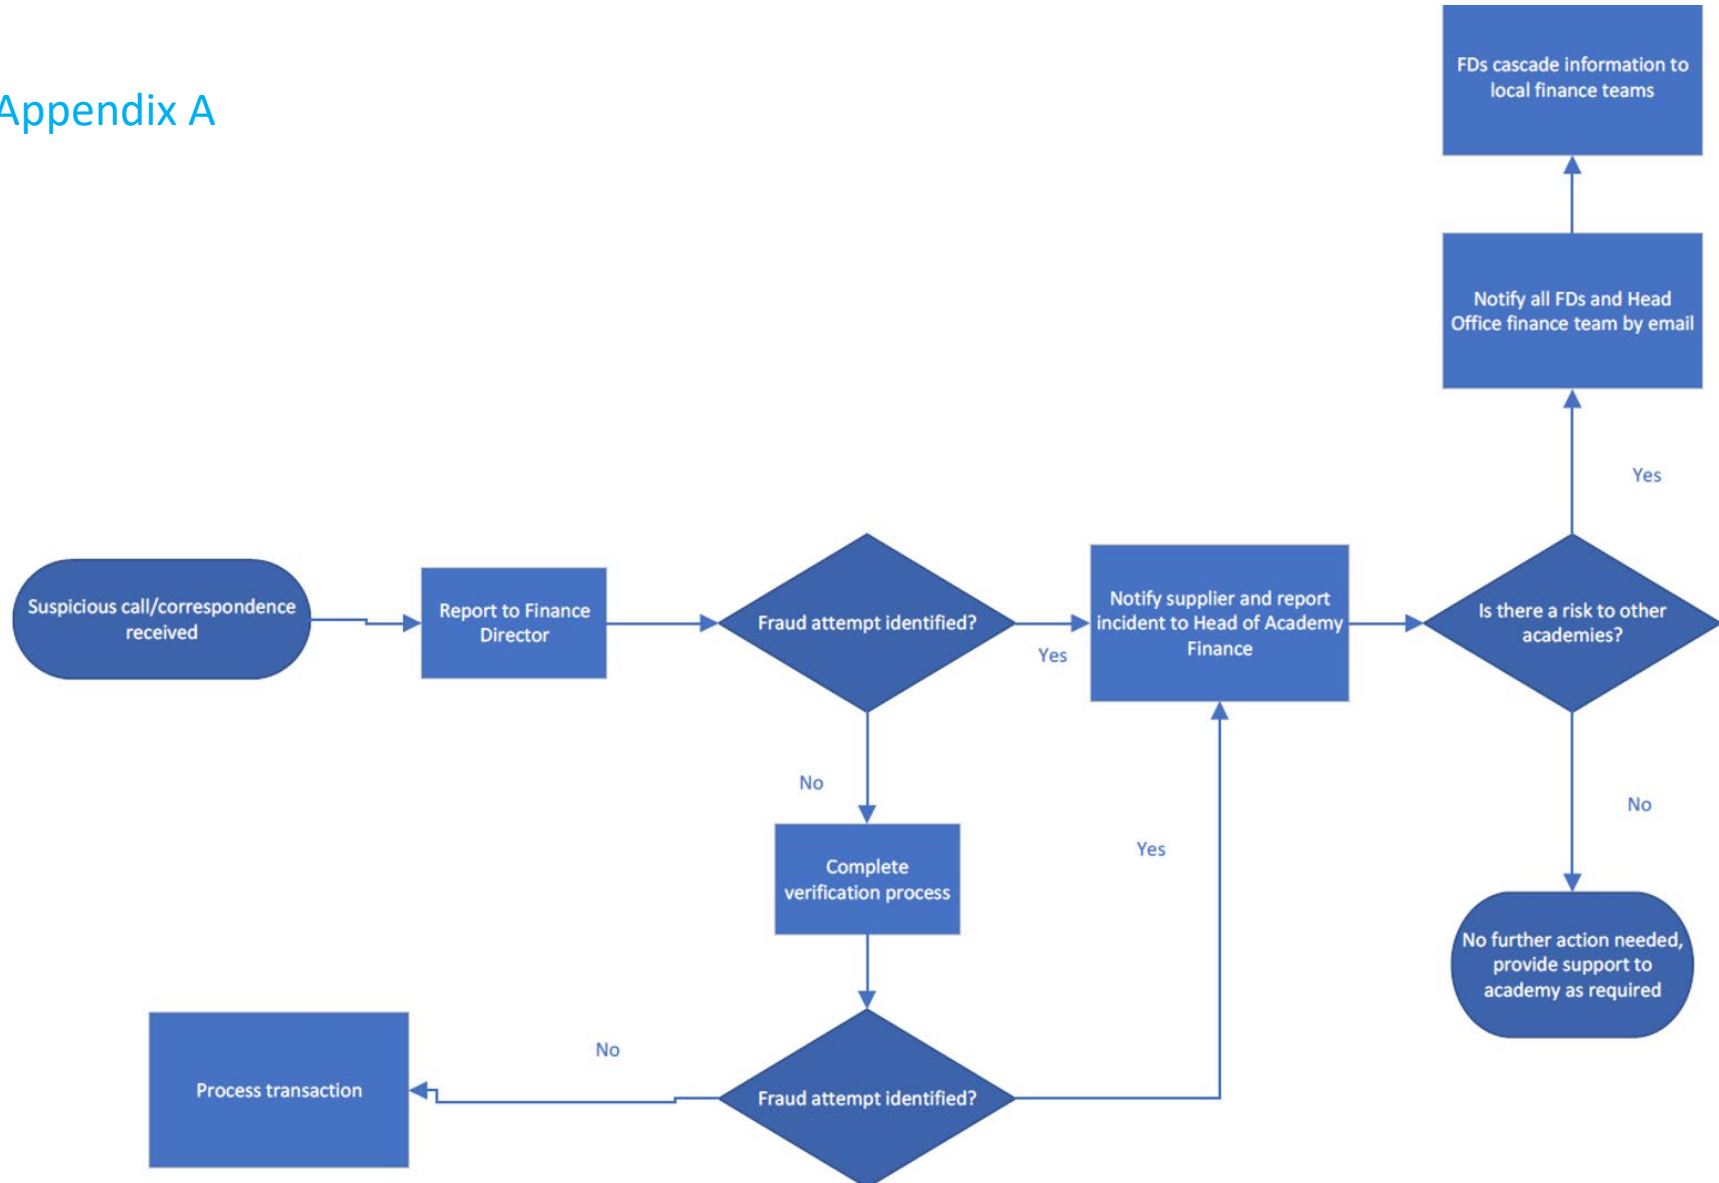 FDs cascade information to
local finance teams
Appendix A
Notify all FDs and Head
Office finance team by email
Yes
Suspicious call/correspondence
received
Report to Finance
Director
Fraud attempt identified?
Yes
Notify supplier and report
incident to Head of Academy
Finance
Is there a risk to other
academies?
No
No
Complete
verification process
Yes
No further action needed,
provide support to
academy as required
Process transaction
No
Fraud attempt identified?